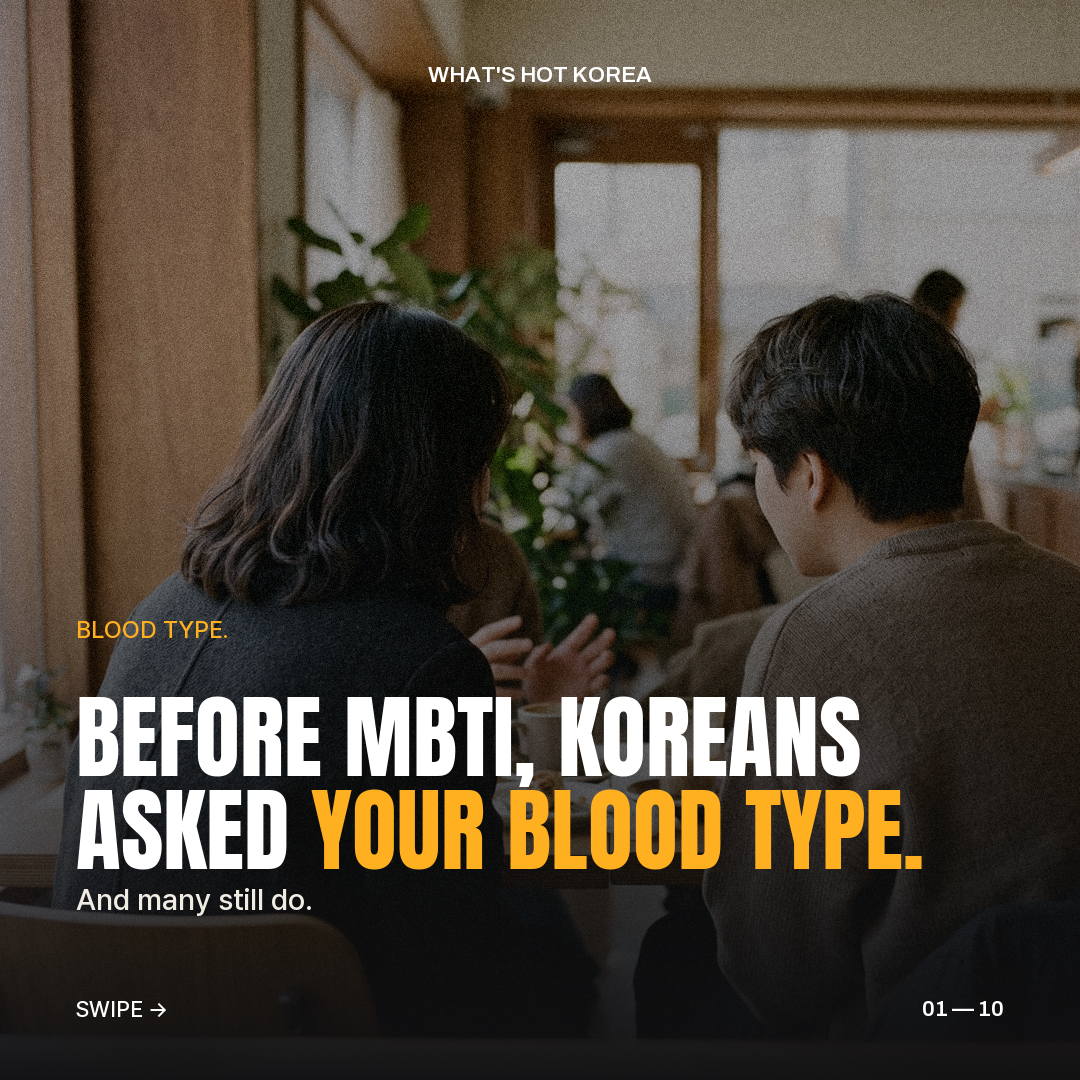 WHAT'S HOT KOREA
BLOOD TYPE.
BEFORE MBTI, KOREANS
ASKED YOUR BLOOD TYPE.
And many still do.
SWIPE →
01 — 10